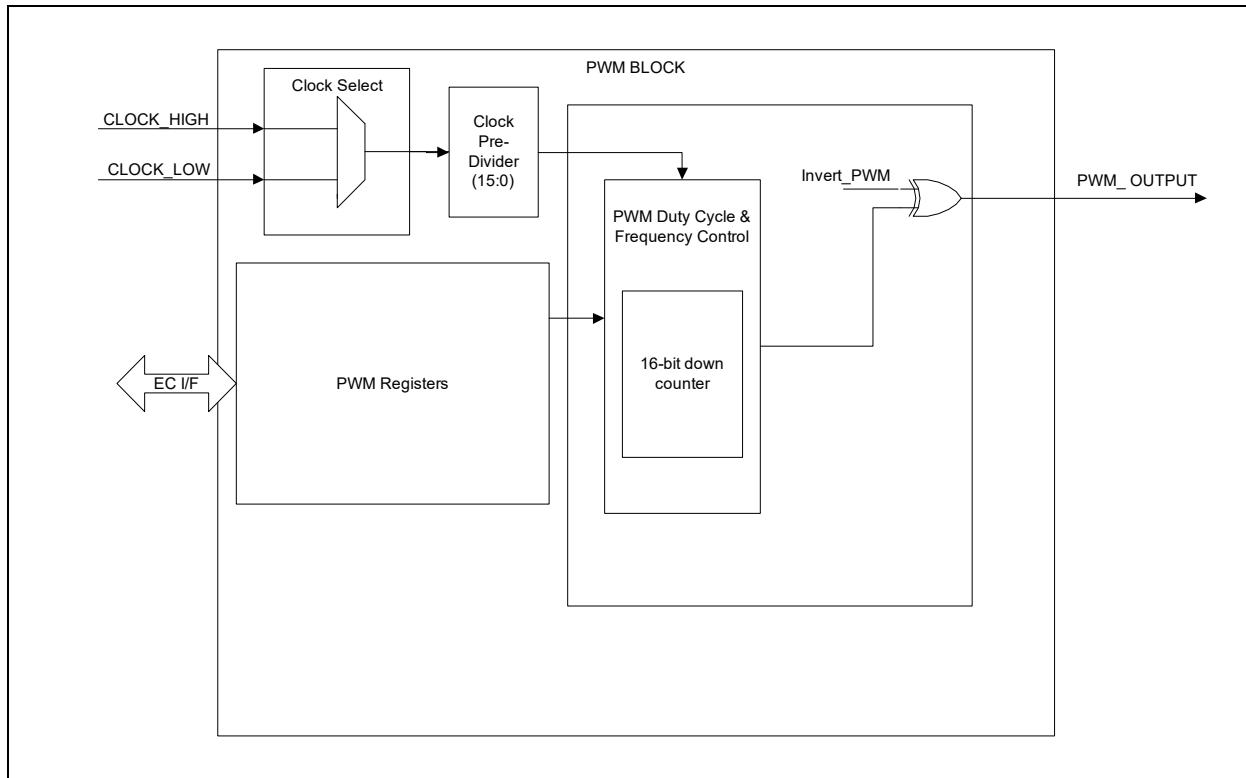 PWM BLOCK
Clock Select
CLOCK_HIGH
CLOCK_LOW
Clock
Pre-
Divider
(15:0)
Invert_PWM
PWM_ OUTPUT
PWM Duty Cycle &
Frequency Control
16-bit down
counter
EC I/F
PWM Registers